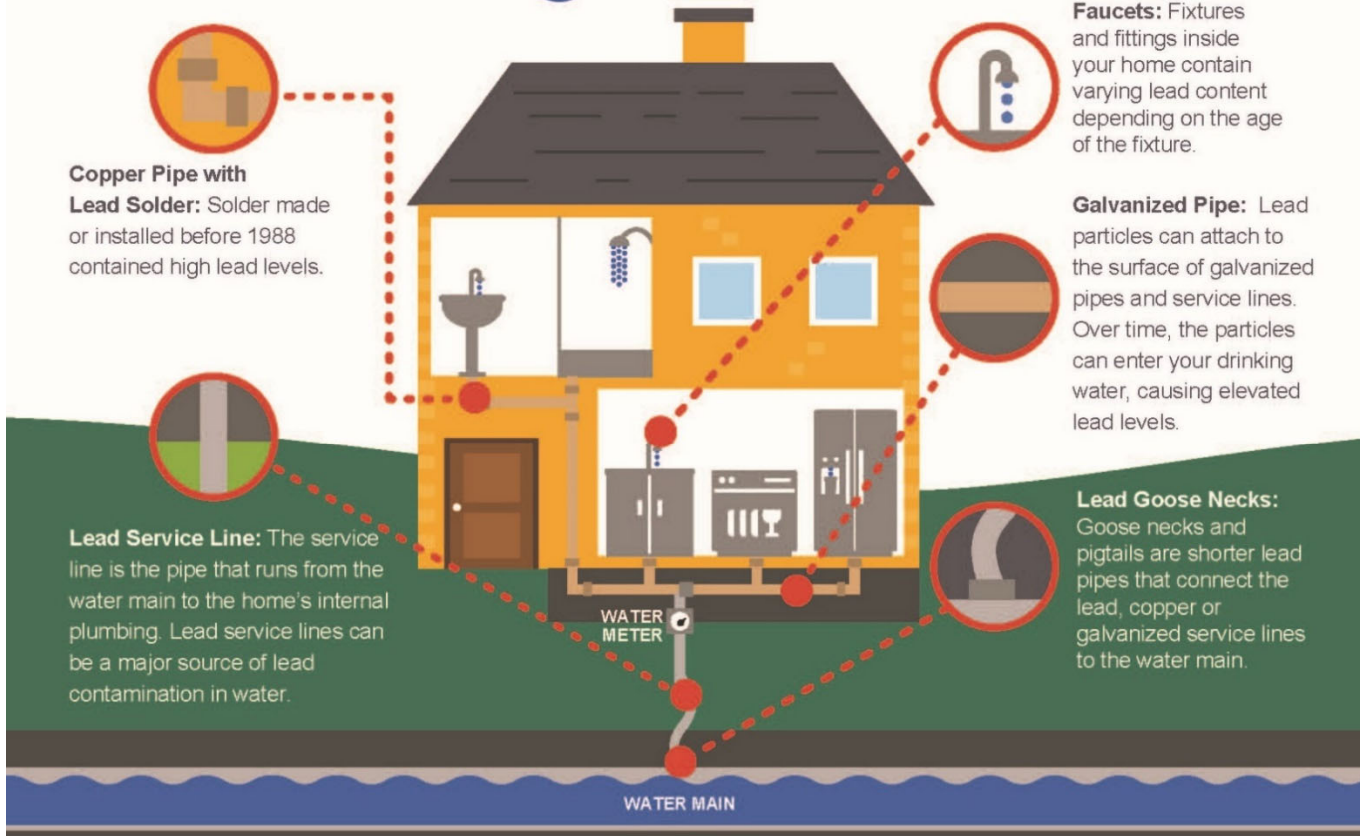 Copper Pipe with
Lead Solder: Solder made
or installed before 1988
contained high lead levels.
Lead Service Line: The service
line is the pipe that runs from the
water main to the home's internal
plumbing. Lead service lines can
be a major source of lead
contamination in water.
Faucets: Fixtures
and fittings inside
your home contain
varying lead content
depending on the age
of the fixture.
Galvanized Pipe: Lead
particles can attach to
the surface of galvanized
pipes and service lines.
Over time, the particles
can enter your drinking
water, causing elevated
lead levels.
Lead Goose Necks:
Goose necks and
pigtails are shorter lead
pipes that connect the
lead, copper or
galvanized service lines
to the water main.
WATER
METER
WATER MAIN